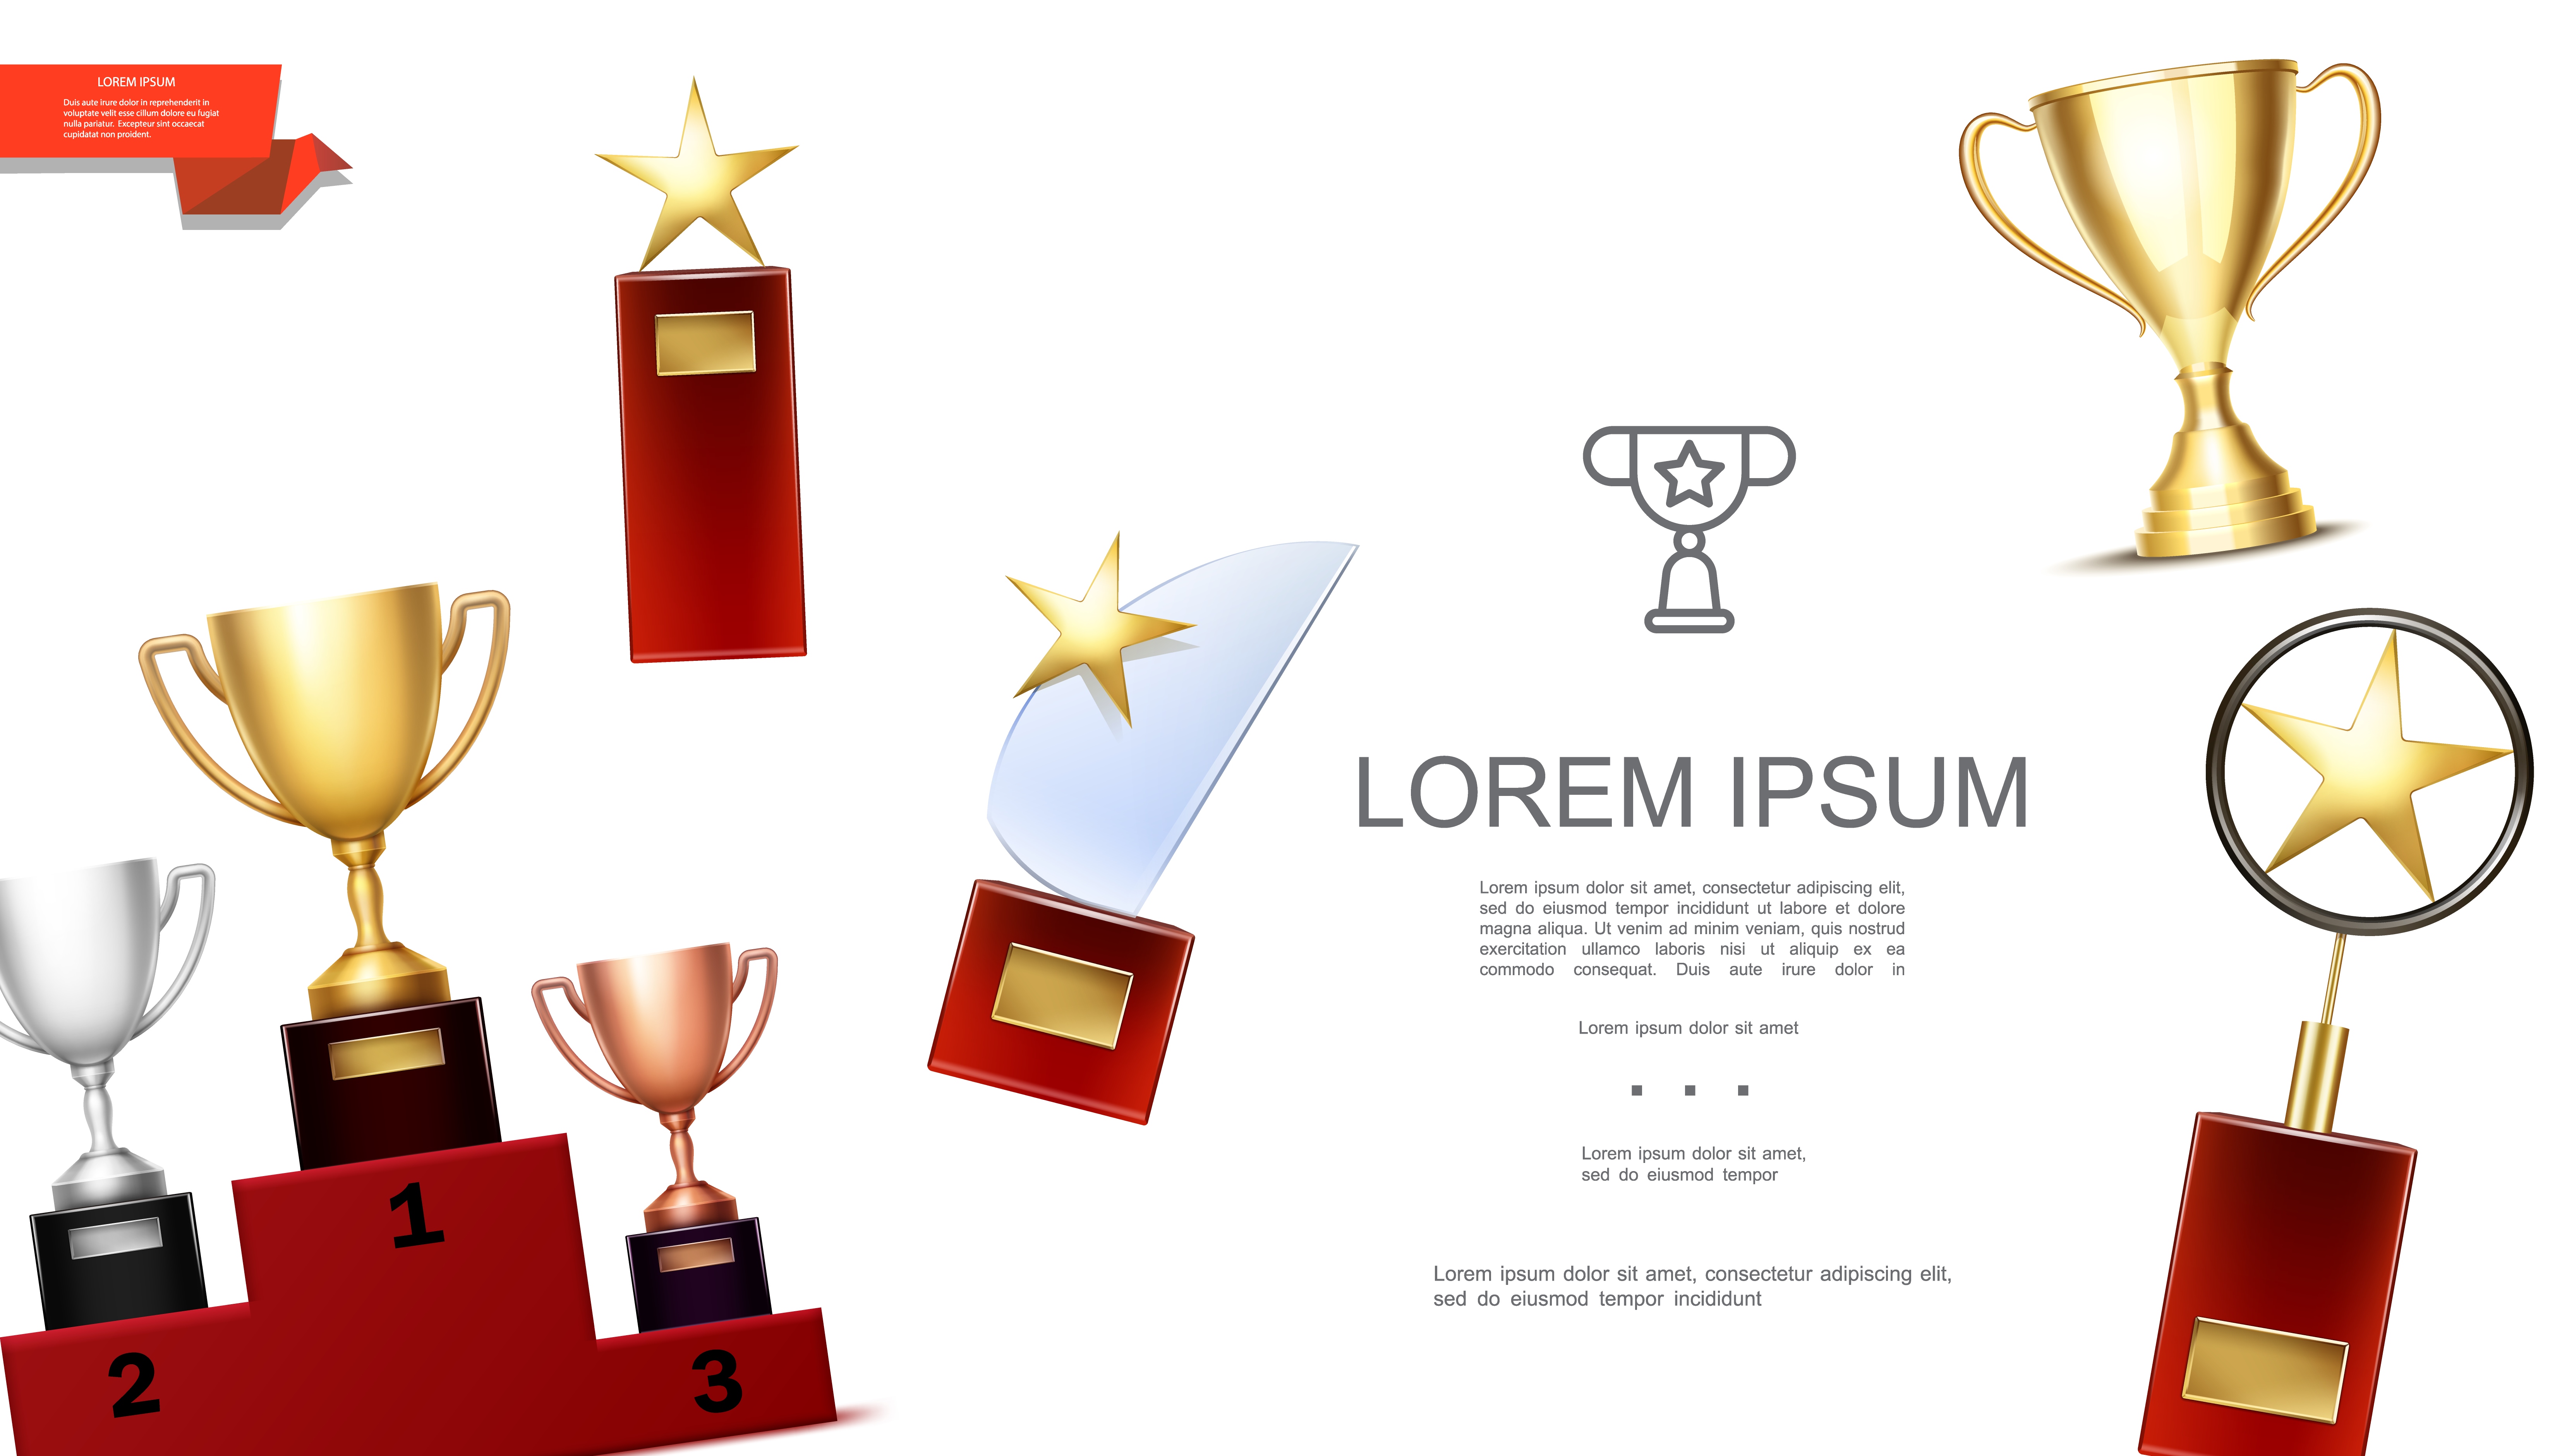 LOREM IPSUM
Duis aute irure dolor in reprehenderit in
voluptate velit esse cillum dolore eu fugiat
nulla pariatur. Excepteur sint occaecat
cupidatat non proident.
1
2
3
LOREM IPSUM
Lorem ipsum dolor sit amet, consectetur adipiscing elit,
sed do eiusmod tempor incididunt ut labore et dolore
magna aliqua. Ut venim ad minim veniam, quis nostrud
exercitation ullamco laboris nisi ut aliquip ex ea
commodo consequat. Duis aute irure dolor in
Lorem ipsum dolor sit amet
Lorem ipsum dolor sit amet,
sed do eiusmod tempor
Lorem ipsum dolor sit amet, consectetur adipiscing elit,
sed do eiusmod tempor incididunt